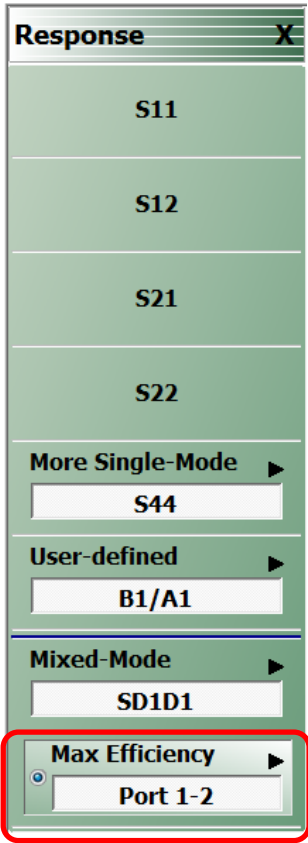 Response X
S11
S12
S21
S22
More Single-Mode
S44
User-defined
B1/A1
Mixed-Mode
SD1D1
Max Efficiency
Port 1-2